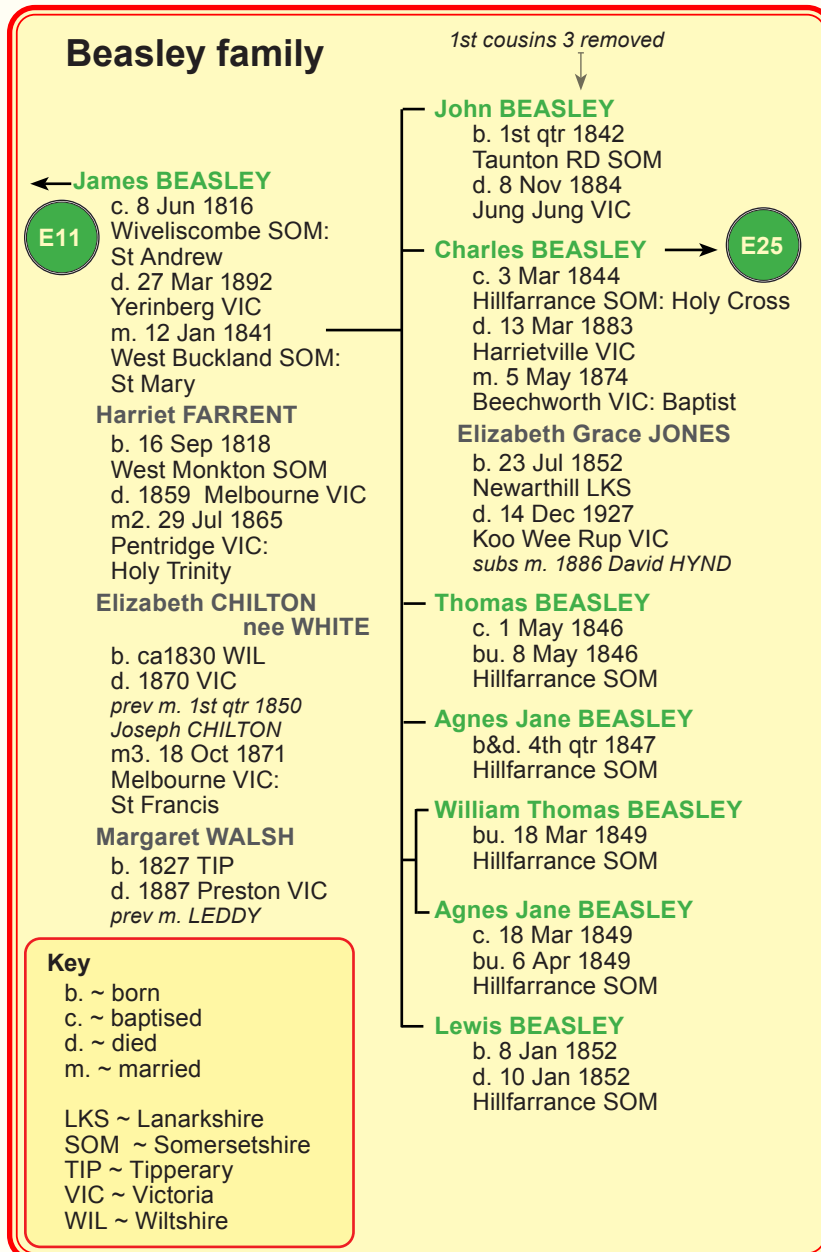 Beasley family
1st cousins 3 removed
James BEASLEY
E11
c. 8 Jun 1816
Wiveliscombe SOM:
St Andrew
d. 27 Mar 1892
Yerinberg VIC
m. 12 Jan 1841
West Buckland SOM:
St Mary
Harriet FARRENT
b. 16 Sep 1818
West Monkton SOM
d. 1859 Melbourne VIC
m2. 29 Jul 1865
Pentridge VIC:
Holy Trinity
Elizabeth CHILTON
nee WHITE
b. ca1830 WIL
d. 1870 VIC
prev m. 1st qtr 1850
Joseph CHILTON
m3. 18 Oct 1871
Melbourne VIC:
St Francis
Margaret WALSH
b. 1827 TIP
d. 1887 Preston VIC
prev m. LEDDY
John BEASLEY
b. 1st qtr 1842
Taunton RD SOM
d. 8 Nov 1884
Jung Jung VIC
Charles BEASLEY
E25
c. 3 Mar 1844
Hillfarrance SOM: Holy Cross
d. 13 Mar 1883
Harrietville VIC
m. 5 May 1874
Beechworth VIC: Baptist
Elizabeth Grace JONES
b. 23 Jul 1852
Newarthill LKS
d. 14 Dec 1927
Koo Wee Rup VIC
subs m. 1886 David HYND
Thomas BEASLEY
c. 1 May 1846
bu. 8 May 1846
Hillfarrance SOM
Agnes Jane BEASLEY
b&d. 4th qtr 1847
Hillfarrance SOM
William Thomas BEASLEY
bu. 18 Mar 1849
Hillfarrance SOM
Agnes Jane BEASLEY
c. 18 Mar 1849
bu. 6 Apr 1849
Hillfarrance SOM
Lewis BEASLEY
b. 8 Jan 1852
d. 10 Jan 1852
Hillfarrance SOM
Key
b. ~ born
c. ~ baptised
d. ~ died
m. ~ married
LKS ~ Lanarkshire
SOM ~ Somersetshire
TIP ~ Tipperary
VIC ~ Victoria
WIL ~ Wiltshire